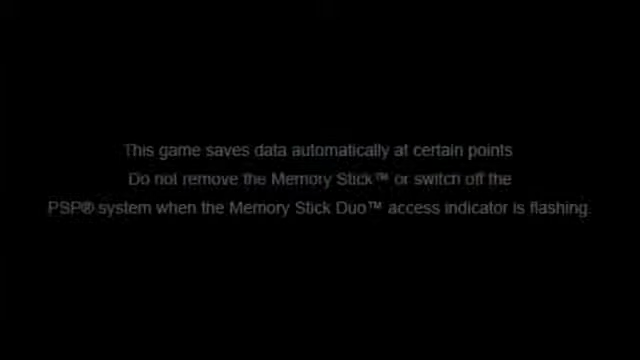 This game saves data automatically at certain points
Do not remove the Memory Stick™ or switch off the
PSP® system when the Memory Stick Duo™ access indicator is flashing